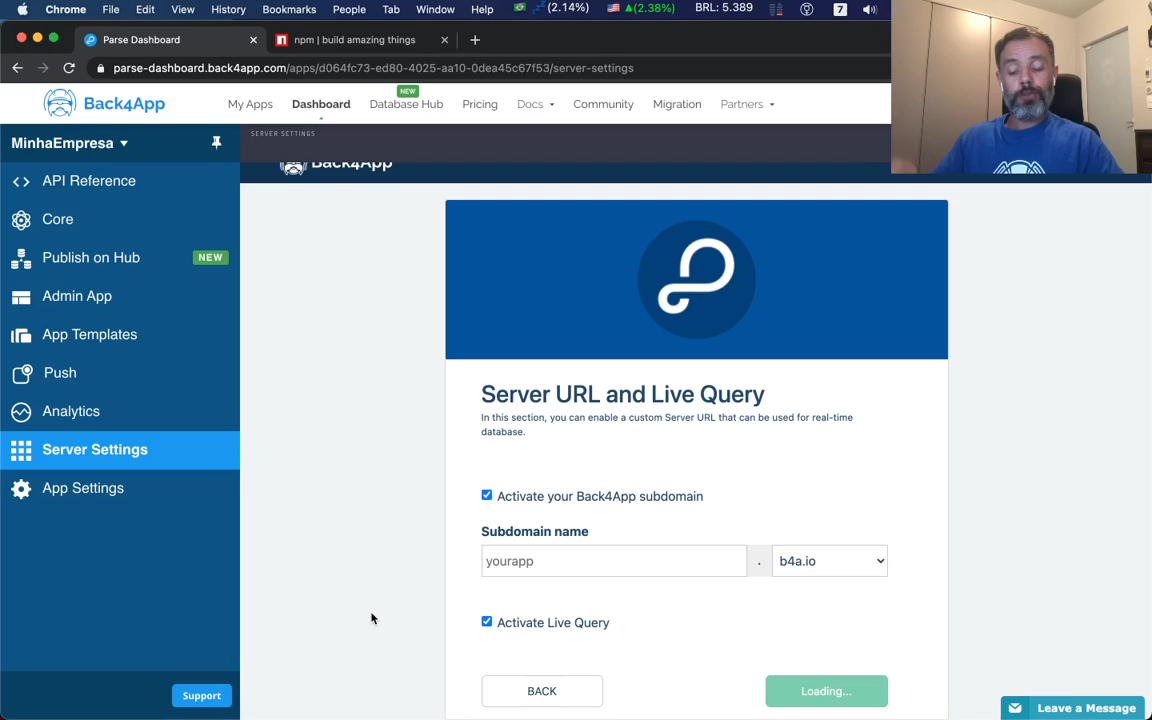 Chrome File Edit View History Bookmarks People Tab Window Help (2.14%) (2.38%) BRL: 5.389 7
Parse Dashboard npm | build amazing things
parse-dashboard.back4app.com/apps/d064fc73-ed80-4025-aa10-0dea45c67f53/server-settings
NEW
Back4App My Apps Dashboard Database Hub Pricing Docs Community Migration Partners
SERVER SETTINGS
MinhaEmpresa
Back4App
API Reference
Core
Publish on Hub NEW
Admin App
App Templates
Push
Analytics
Server Settings
App Settings
Support
Server URL and Live Query
In this section, you can enable a custom Server URL that can be used for real-time
database.
Activate your Back4App subdomain
Subdomain name
yourapp . b4a.io
Activate Live Query
BACK Loading...
Leave a Message